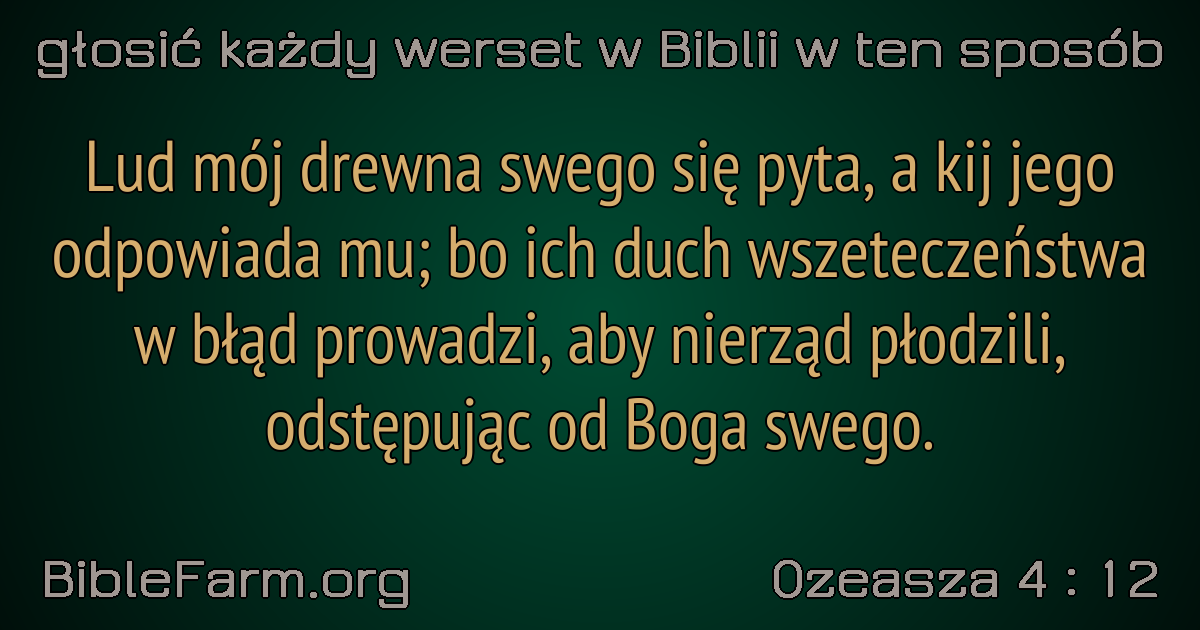 głosić każdy werset w Biblii w ten sposób
Lud mój drewna swego się pyta, a kij jego
odpowiada mu; bo ich duch wszeteczeństwa
w błąd prowadzi, aby nierząd płodzili,
odstępując od Boga swego.
BibleFarm.org
Ozeasza 4 : 12